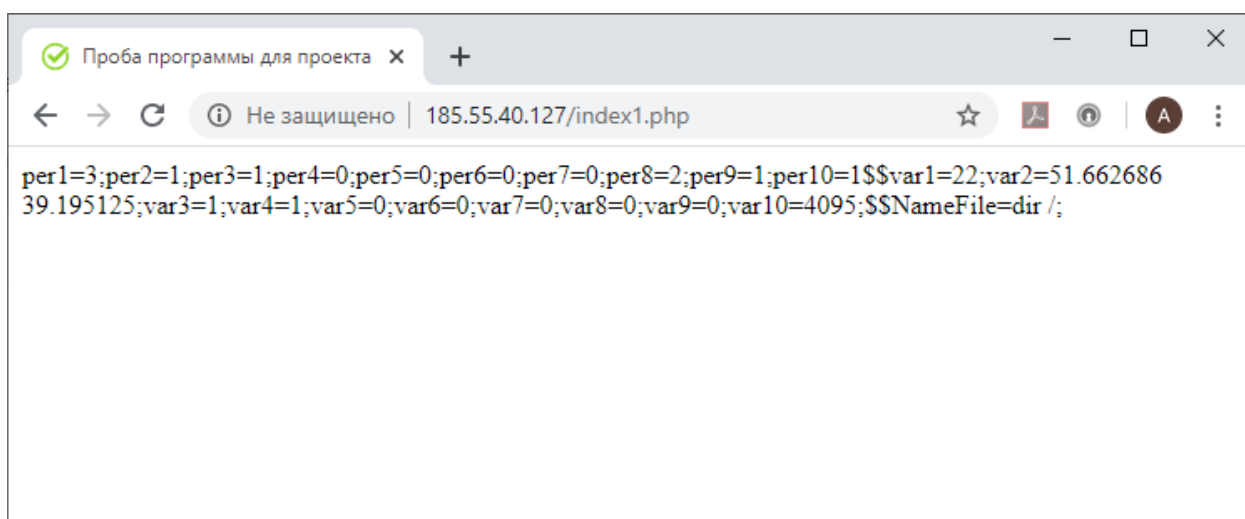 Проба программы для проекта
Не защищено 185.55.40.127/index1.php
A
per1=3;per2=1;per3=1;per4=0;per5=0;per6=0;per7=0;per8=2;per9=1;per10=1$$var1=22;var2=51.662686
39.195125;var3=1;var4=1;var5=0;var6=0;var7=0;var8=0;var9=0;var10=4095;$$NameFile=dir /;